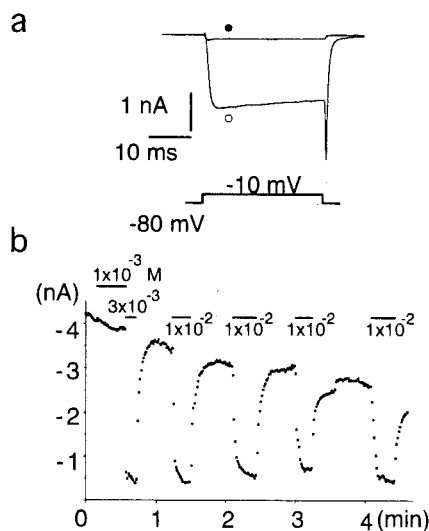 a
1 nA
10 ms
-10 mV
-80 mV
b
1x10⁻³ M
(nA)
3x10⁻³
1x10⁻² 1x10⁻² 1x10⁻² 1x10⁻²
-4
-3
-2
-1
0 1 2 3 4 (min)